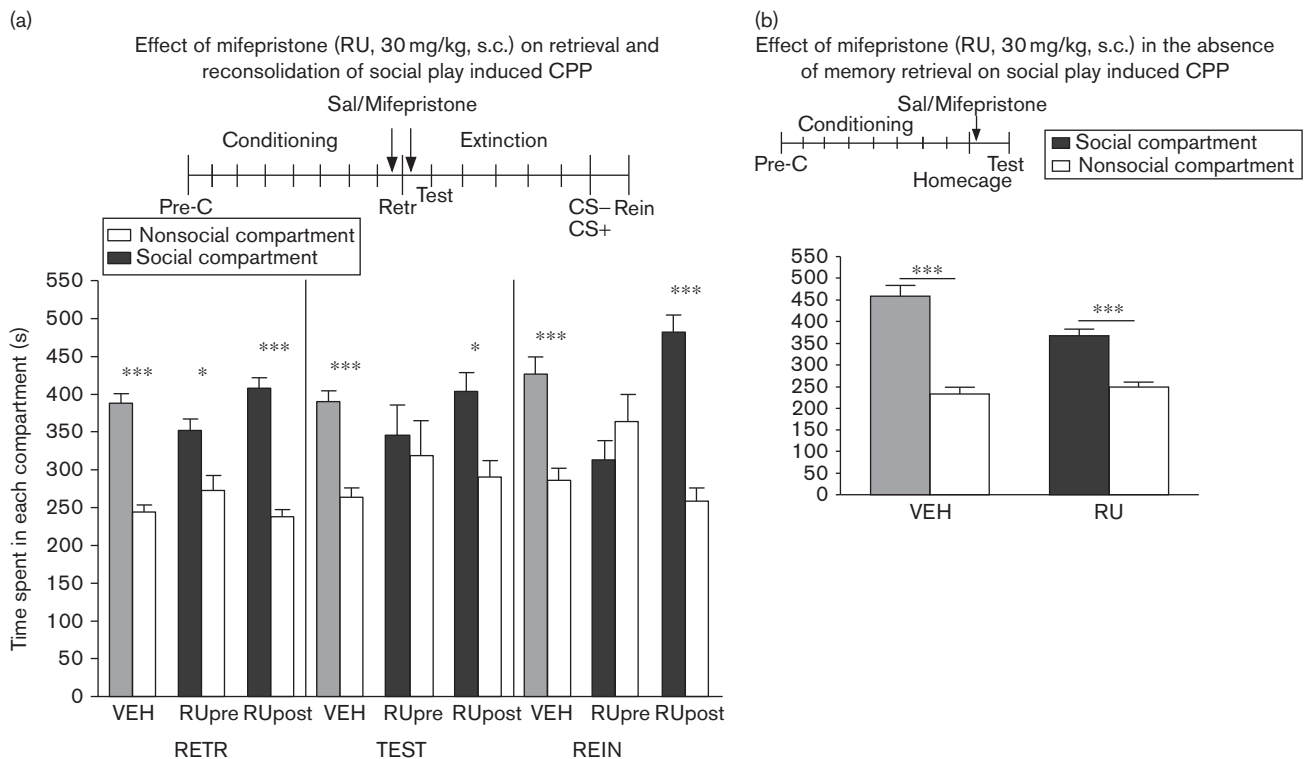 (a)
Effect of mifepristone (RU, 30 mg/kg, s.c.) on retrieval and
reconsolidation of social play induced CPP
Sal/Mifepristone
Conditioning
Extinction
Pre-C
Retr
Test
CS− Rein
CS+
Nonsocial compartment
Social compartment
Time spent in each compartment (s)
550
500
450
400
350
300
250
200
150
100
50
0
*** * *** *** * *** ***
VEH RUpre RUpost VEH RUpre RUpost VEH RUpre RUpost
RETR TEST REIN
(b)
Effect of mifepristone (RU, 30 mg/kg, s.c.) in the absence
of memory retrieval on social play induced CPP
Sal/Mifepristone
Conditioning
Pre-C
Homecage
Test
Social compartment
Nonsocial compartment
550
500
450
350
400
250
300
250
200
150
100
50
0
*** ***
VEH RU